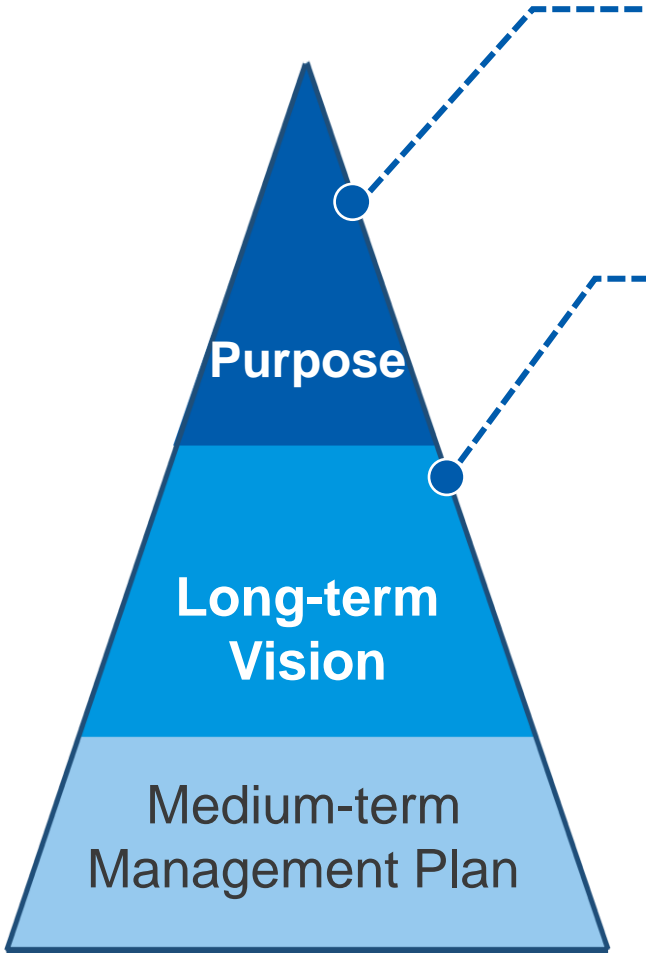 Purpose
Long-term
Vision
Medium-term
Management Plan